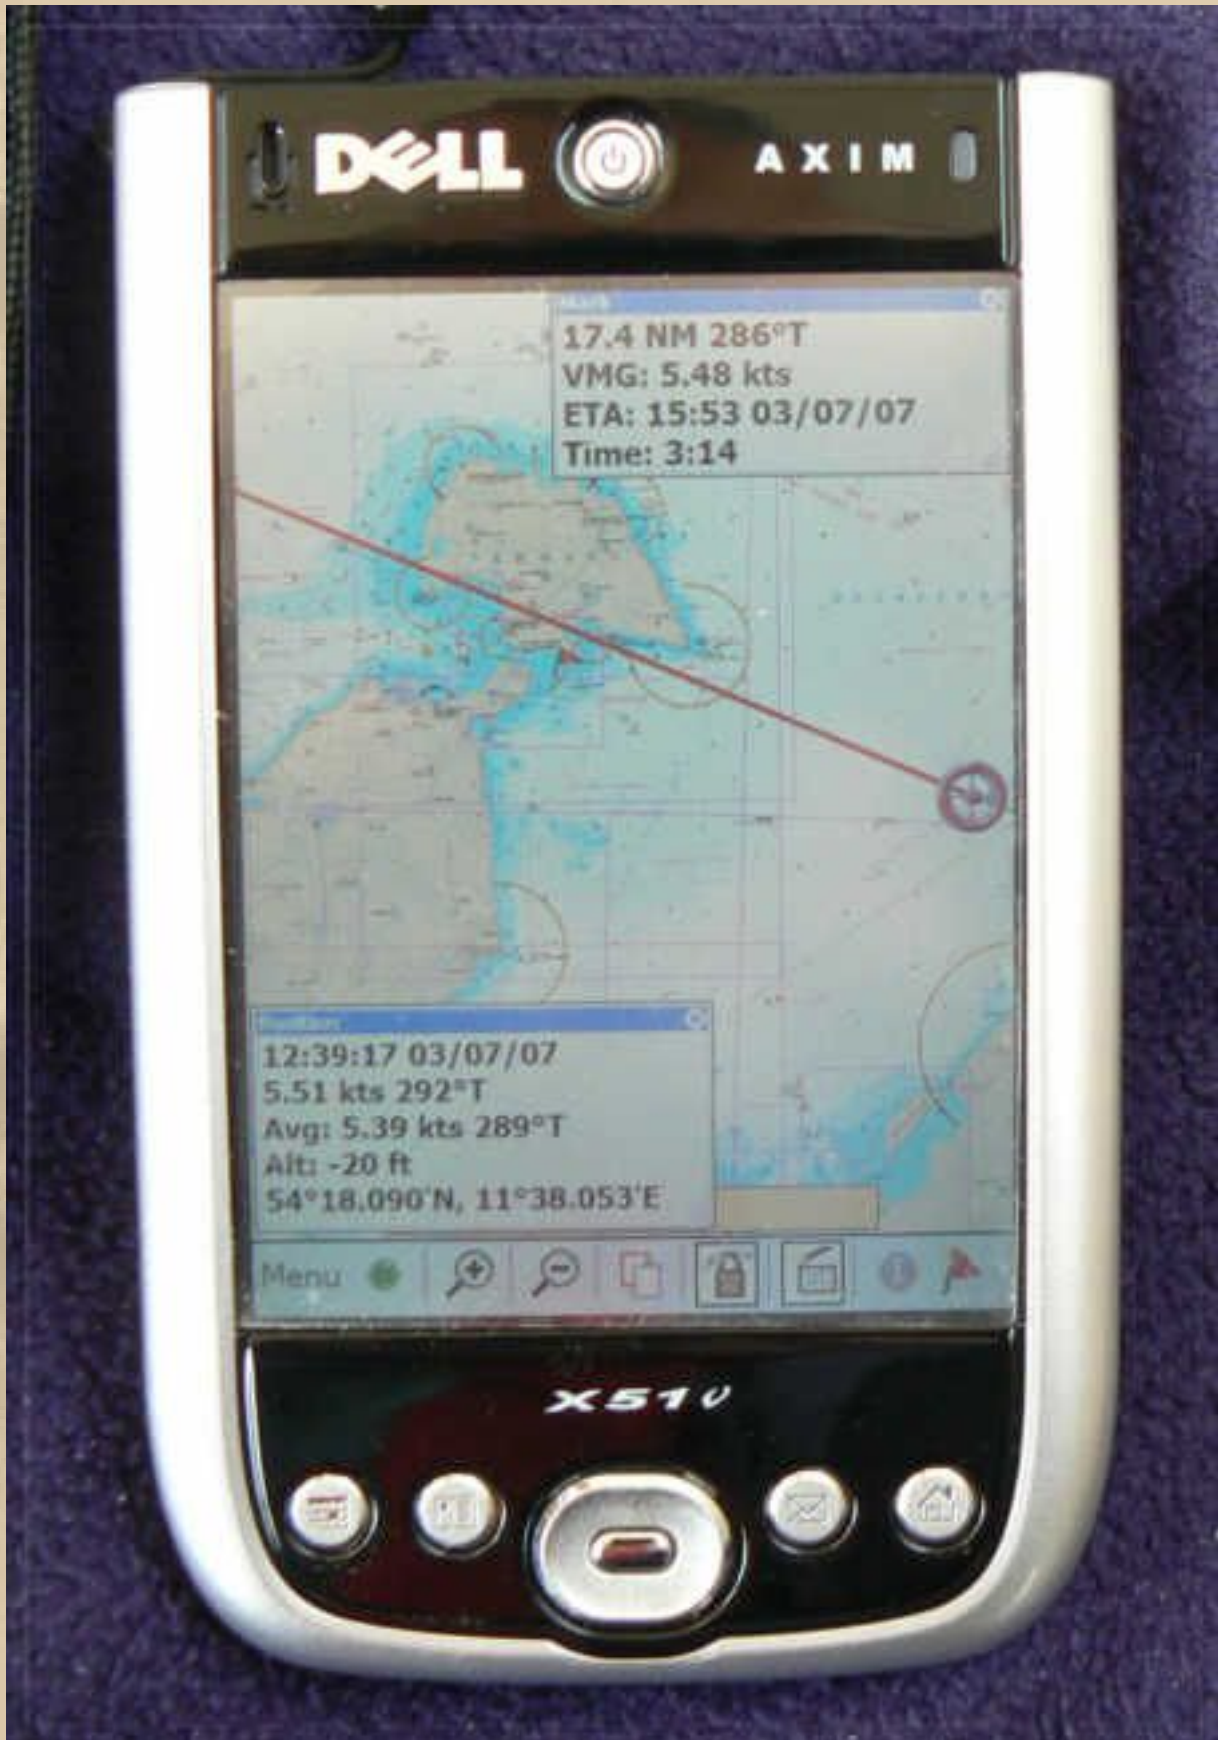 DELL
AXIM
Mark
17.4 NM 286°T
VMG: 5.48 kts
ETA: 15:53 03/07/07
Time: 3:14
Position
12:39:17 03/07/07
5.51 kts 292°T
Avg: 5.39 kts 289°T
Alt: -20 ft
54°18.090'N, 11°38.053'E
Menu
X51v